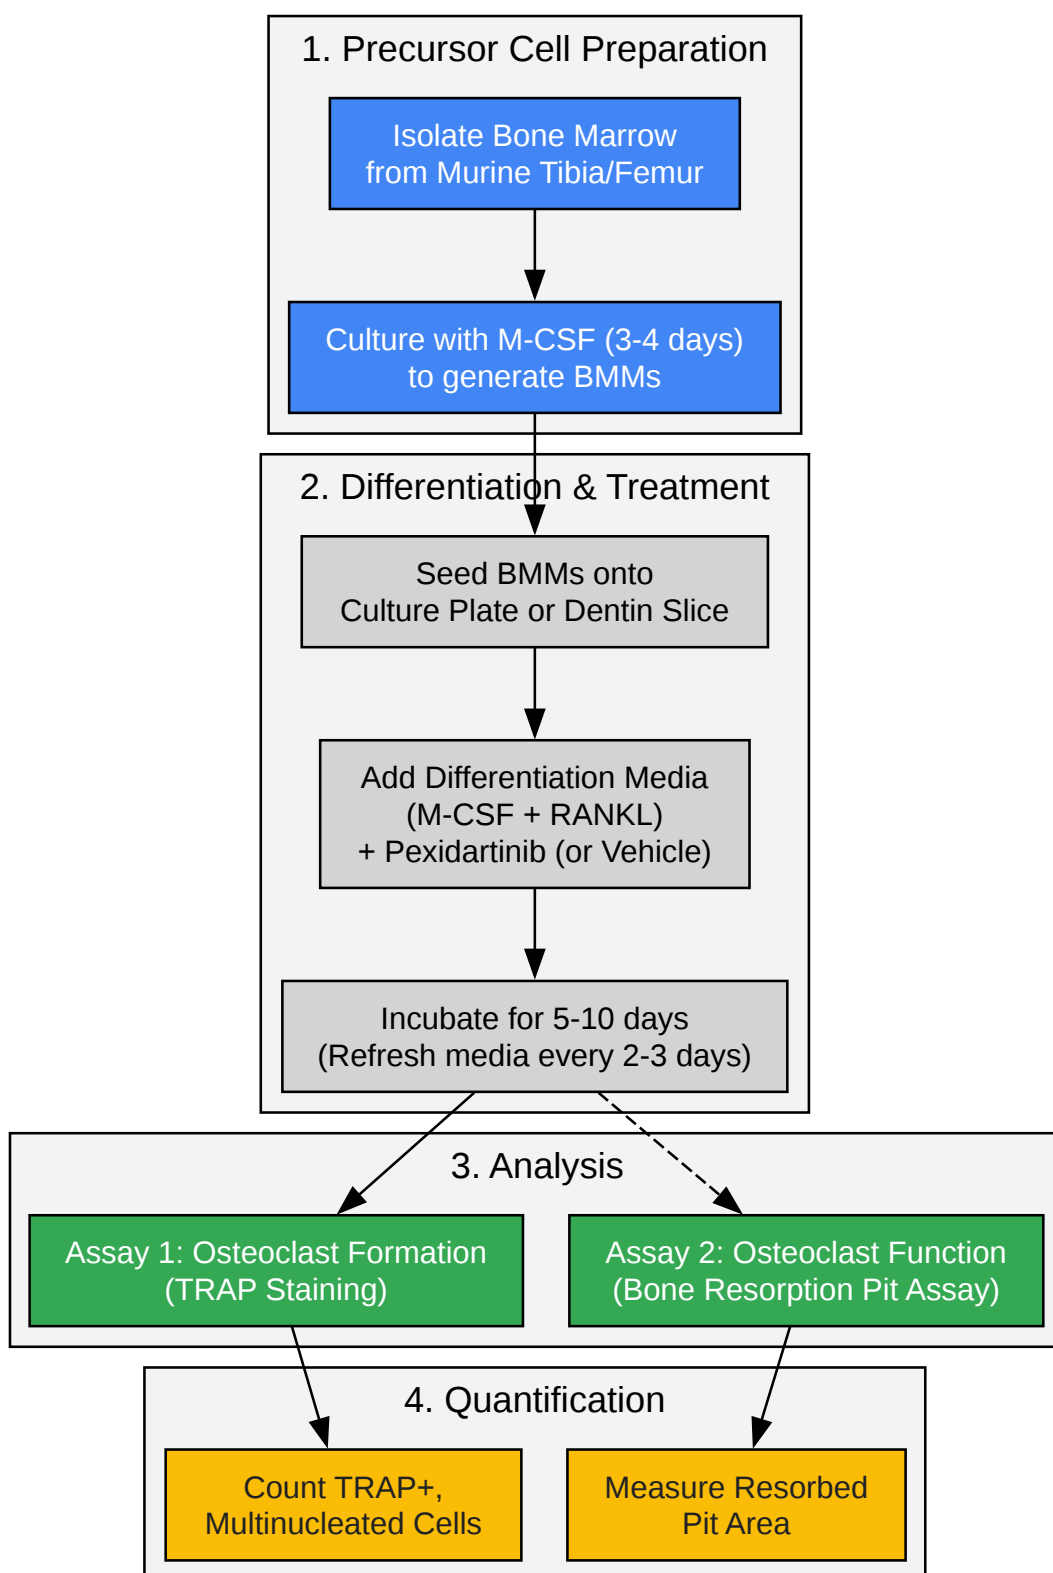 1. Precursor Cell Preparation
Isolate Bone Marrow
from Murine Tibia/Femur
Culture with M-CSF (3-4 days)
to generate BMMs
2. Differentiation & Treatment
Seed BMMs onto
Culture Plate or Dentin Slice
Add Differentiation Media
(M-CSF + RANKL)
+ Pexidartinib (or Vehicle)
Incubate for 5-10 days
(Refresh media every 2-3 days)
3. Analysis
Assay 1: Osteoclast Formation
(TRAP Staining)
Assay 2: Osteoclast Function
(Bone Resorption Pit Assay)
4. Quantification
Count TRAP+,
Multinucleated Cells
Measure Resorbed
Pit Area